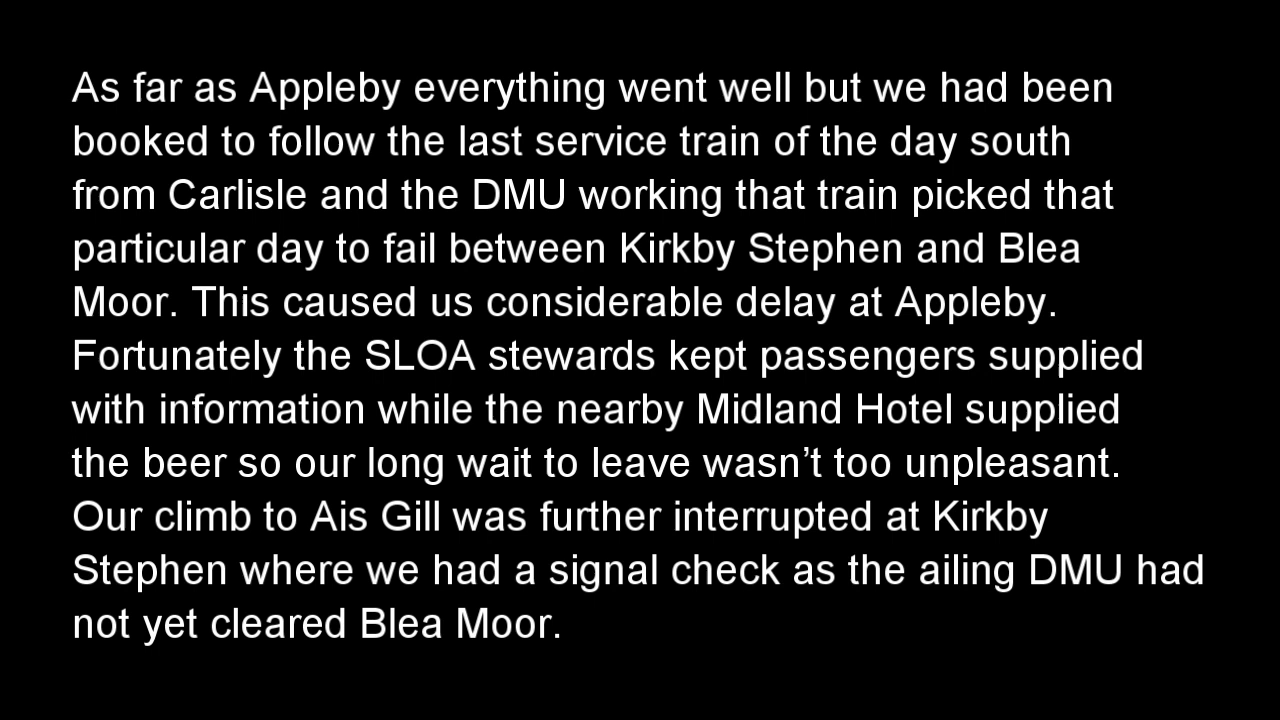 As far as Appleby everything went well but we had been
booked to follow the last service train of the day south
from Carlisle and the DMU working that train picked that
particular day to fail between Kirkby Stephen and Blea
Moor. This caused us considerable delay at Appleby.
Fortunately the SLOA stewards kept passengers supplied
with information while the nearby Midland Hotel supplied
the beer so our long wait to leave wasn’t too unpleasant.
Our climb to Ais Gill was further interrupted at Kirkby
Stephen where we had a signal check as the ailing DMU had
not yet cleared Blea Moor.